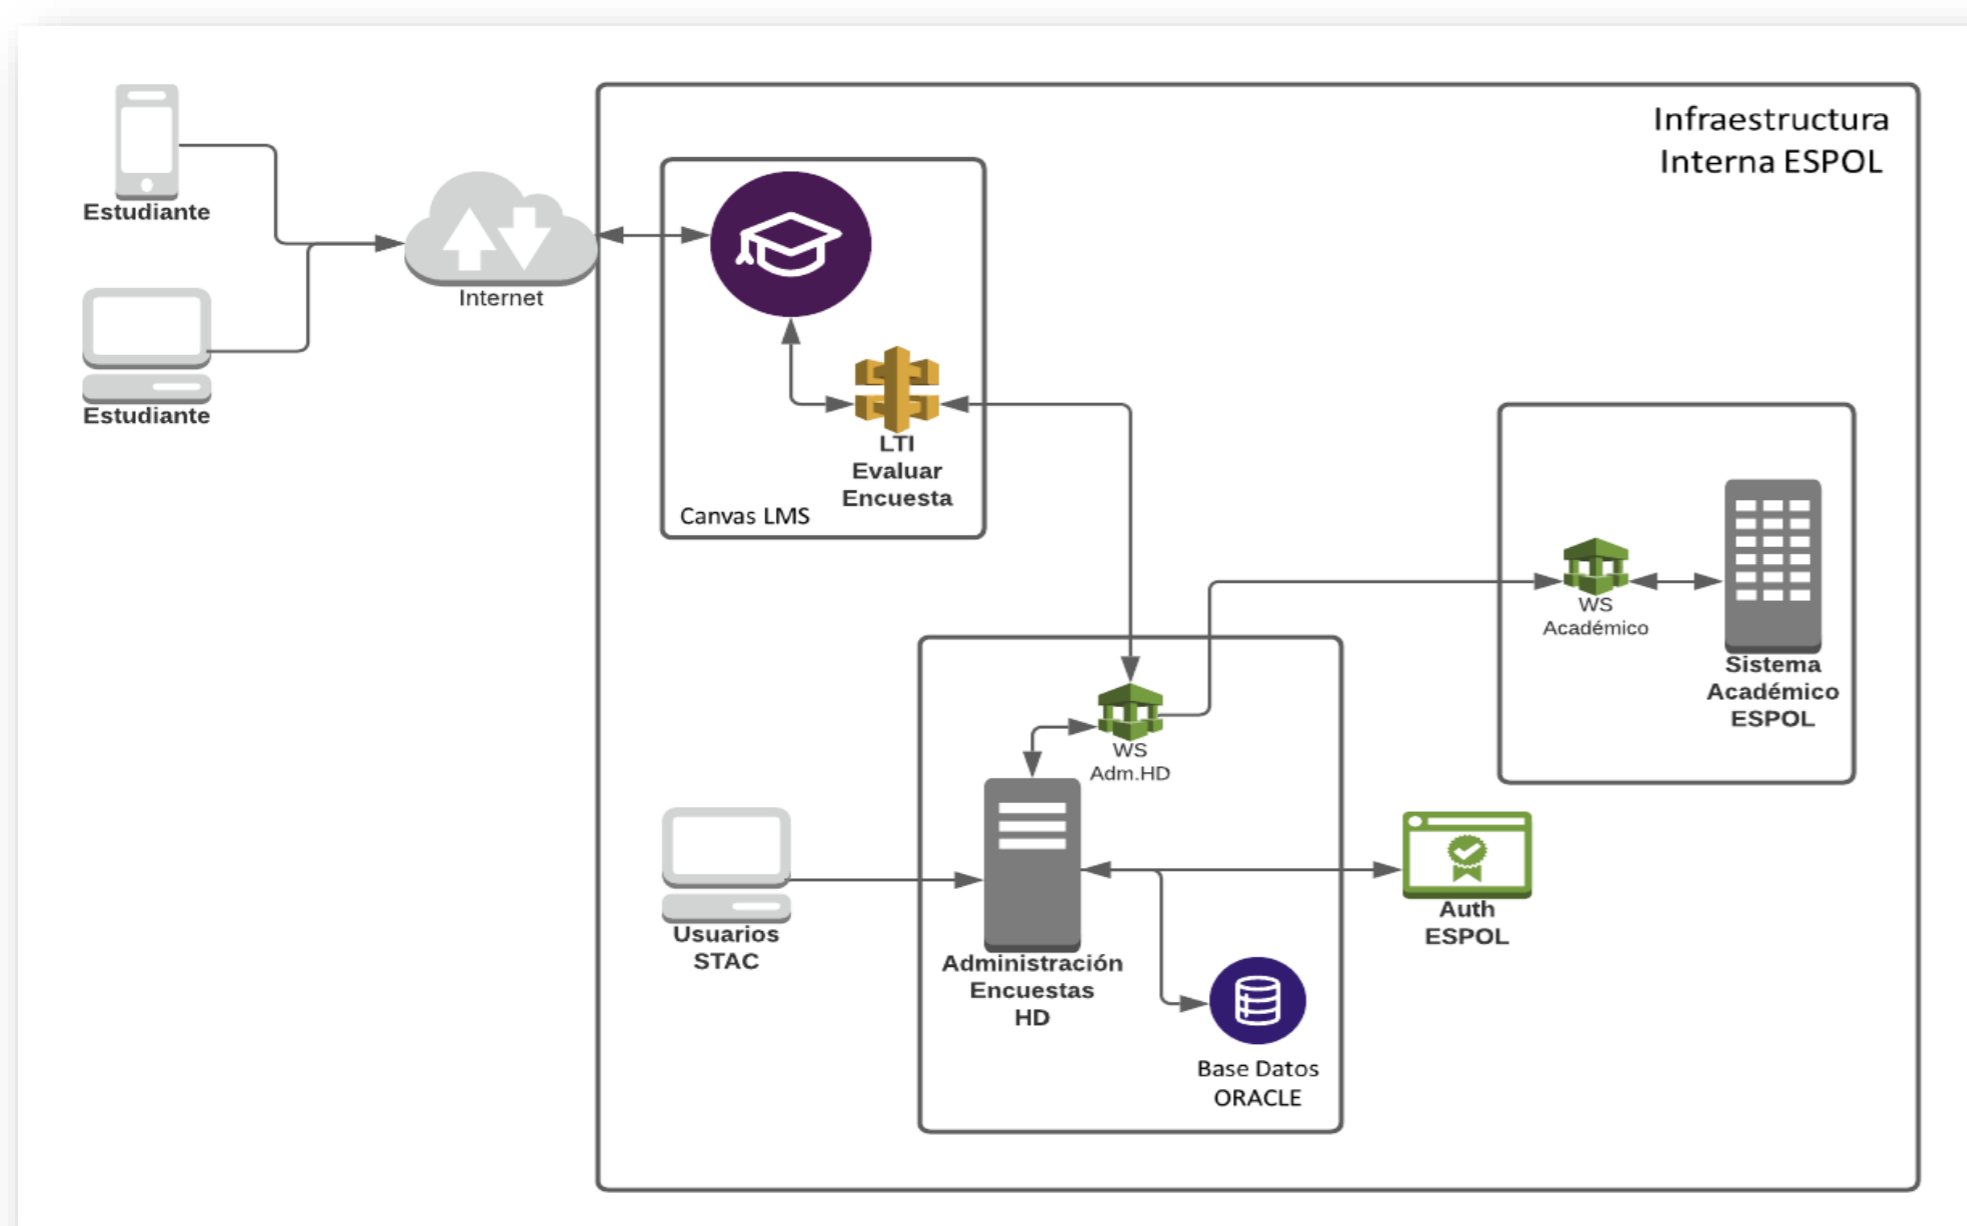 Infraestructura
Interna ESPOL
Estudiante
Internet
Estudiante
LTI
Evaluar
Encuesta
Canvas LMS
WS
Académico
Sistema
Académico
ESPOL
WS
Adm.HD
Usuarios
STAC
Administración
Encuestas
HD
Auth
ESPOL
Base Datos
ORACLE